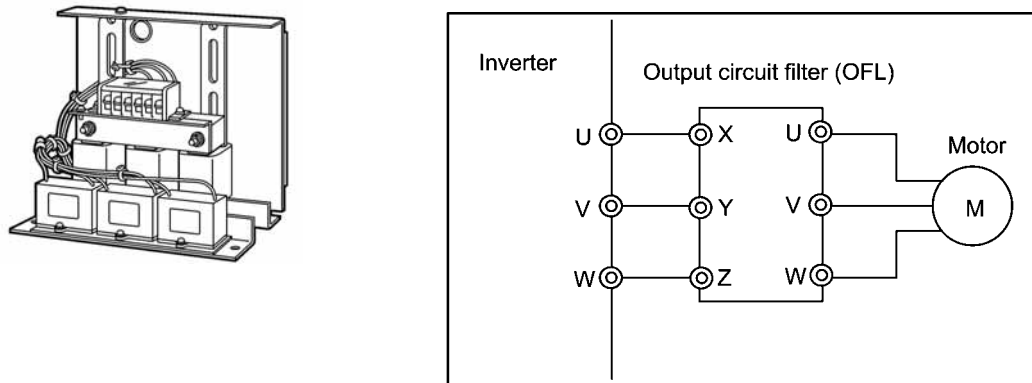 Inverter
Output circuit filter (OFL)
U
X
U
Motor
V
Y
V
M
W
Z
W